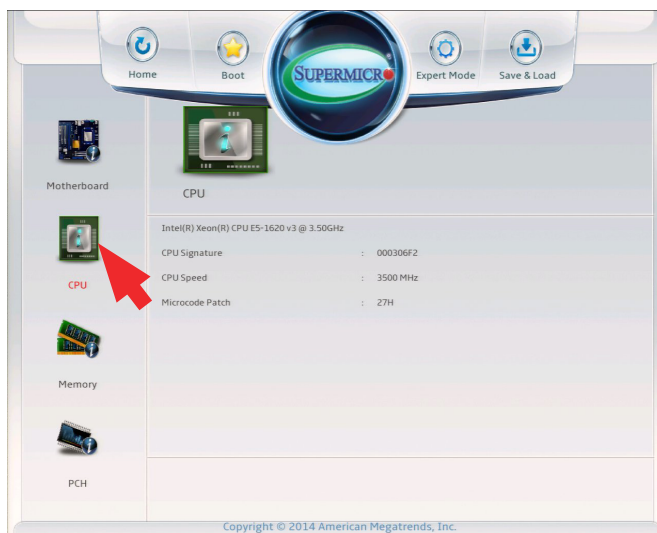 Home
Boot
SUPERMICR
Expert Mode
Save & Load
Motherboard
CPU
CPU
Intel(R) Xeon(R) CPU E5-1620 v3 @ 3.50GHz
CPU Signature : 000306F2
CPU Speed : 3500 MHz
Microcode Patch : 27H
Memory
PCH
Copyright © 2014 American Megatrends, Inc.